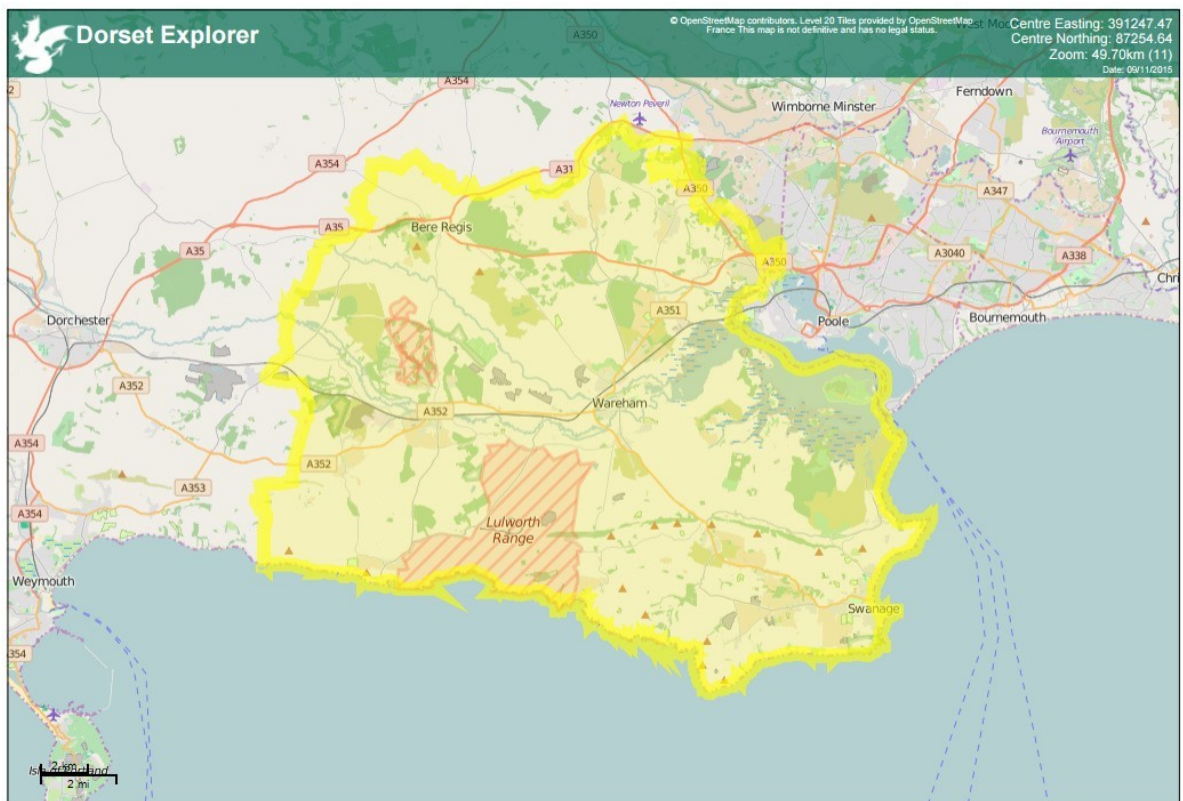 Dorset Explorer
© OpenStreetMap contributors. Level 20 Tiles provided by OpenStreetMap
France This map is not definitive and has no legal status.
Centre Easting: 391247.47
Centre Northing: 87254.64
Zoom: 49.70km (11)
Date: 09/11/2015
A350
A354
Newton Peveril
Wimborne Minster
Ferndown
Bournemouth
Airport
A354
A31
A350
A347
A35
Bere Regis
A35
A350
A3040
A338
Chri
Dorchester
A351
Poole
Bournemouth
A352
A352
Wareham
A354
A352
A353
A354
Lulworth
Range
Weymouth
Swanage
354
2 km
2 mi